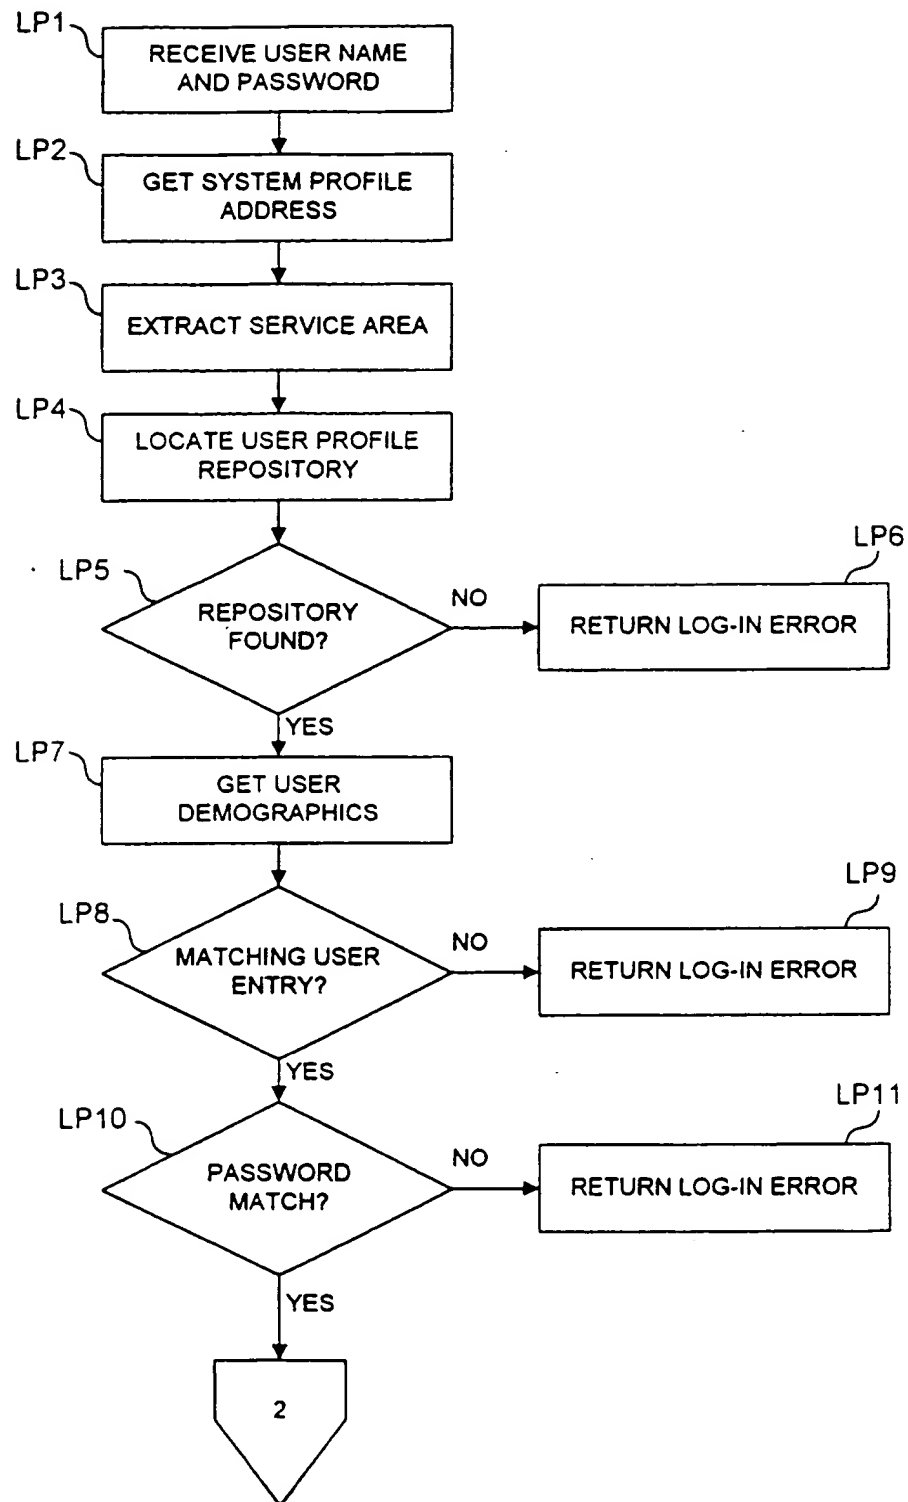 LP1
RECEIVE USER NAME
AND PASSWORD
LP2
GET SYSTEM PROFILE
ADDRESS
LP3
EXTRACT SERVICE AREA
LP4
LOCATE USER PROFILE
REPOSITORY
LP5
REPOSITORY
FOUND?
NO
LP6
RETURN LOG-IN ERROR
YES
LP7
GET USER
DEMOGRAPHICS
LP8
MATCHING USER
ENTRY?
NO
LP9
RETURN LOG-IN ERROR
YES
LP10
PASSWORD
MATCH?
NO
LP11
RETURN LOG-IN ERROR
YES
2